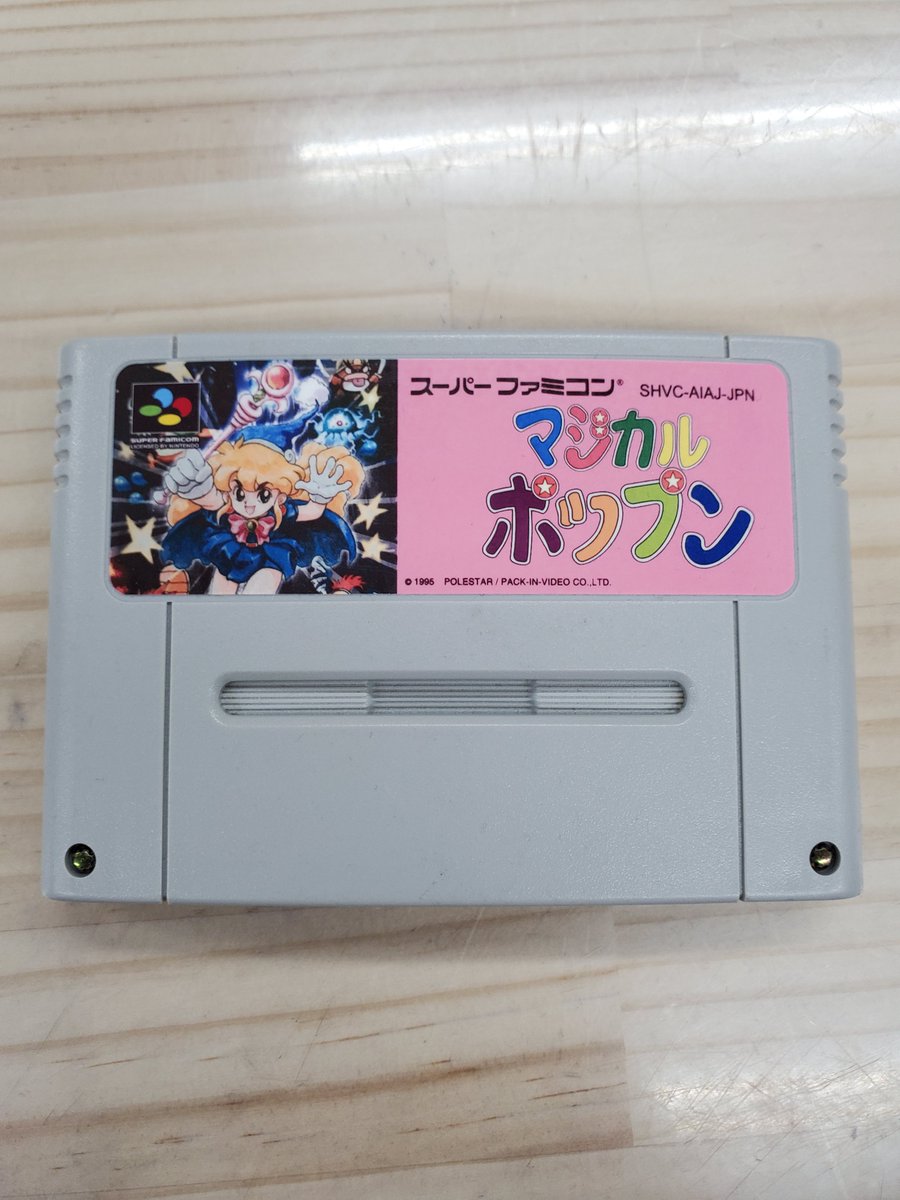 SUPER FAMICOM
LICENSED BY NINTENDO
スーパーファミコン®
SHVC-AIAJ-JPN
マジカル
ポップン
© 1995 POLESTAR / PACK-IN-VIDEO CO.,LTD.